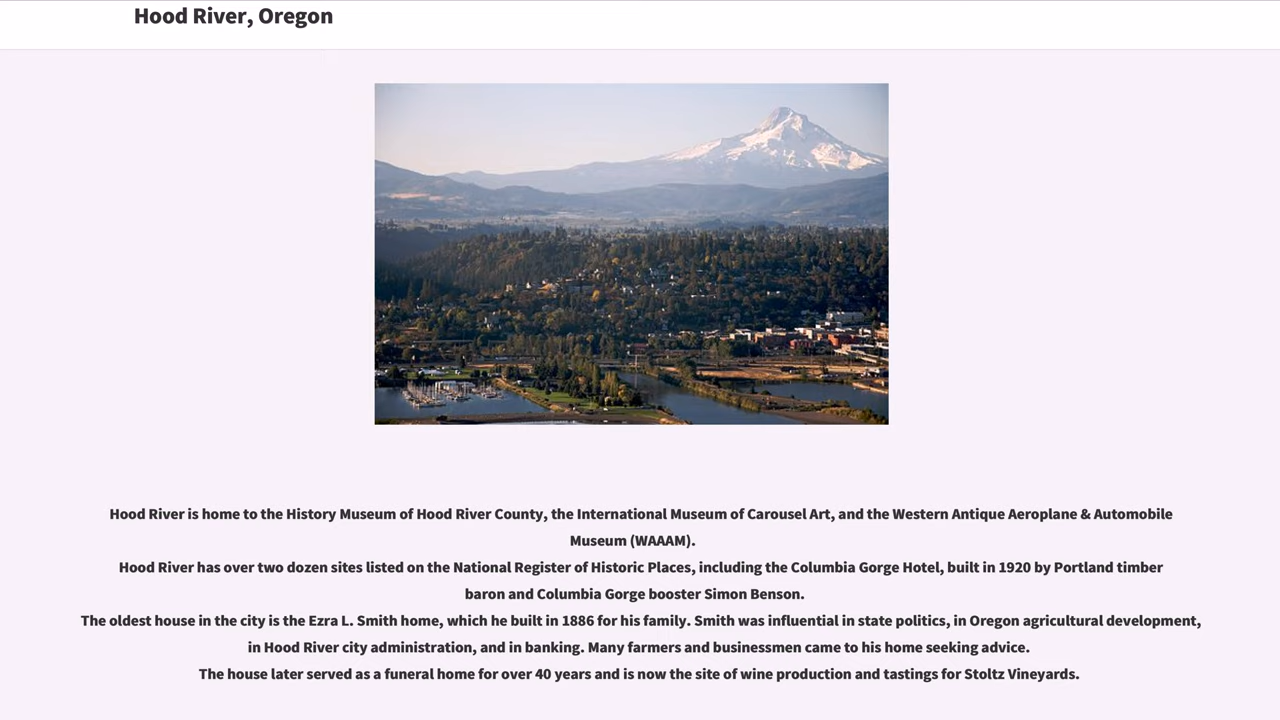 Hood River, Oregon
Hood River is home to the History Museum of Hood River County, the International Museum of Carousel Art, and the Western Antique Aeroplane & Automobile
Museum (WAAAM).
Hood River has over two dozen sites listed on the National Register of Historic Places, including the Columbia Gorge Hotel, built in 1920 by Portland timber
baron and Columbia Gorge booster Simon Benson.
The oldest house in the city is the Ezra L. Smith home, which he built in 1886 for his family. Smith was influential in state politics, in Oregon agricultural development,
in Hood River city administration, and in banking. Many farmers and businessmen came to his home seeking advice.
The house later served as a funeral home for over 40 years and is now the site of wine production and tastings for Stoltz Vineyards.